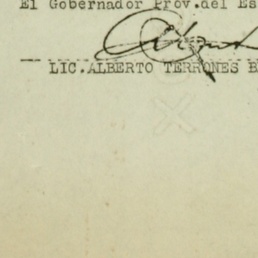 El Gobernador Prov.del Es
LIC.ALBERTO TERRONES B